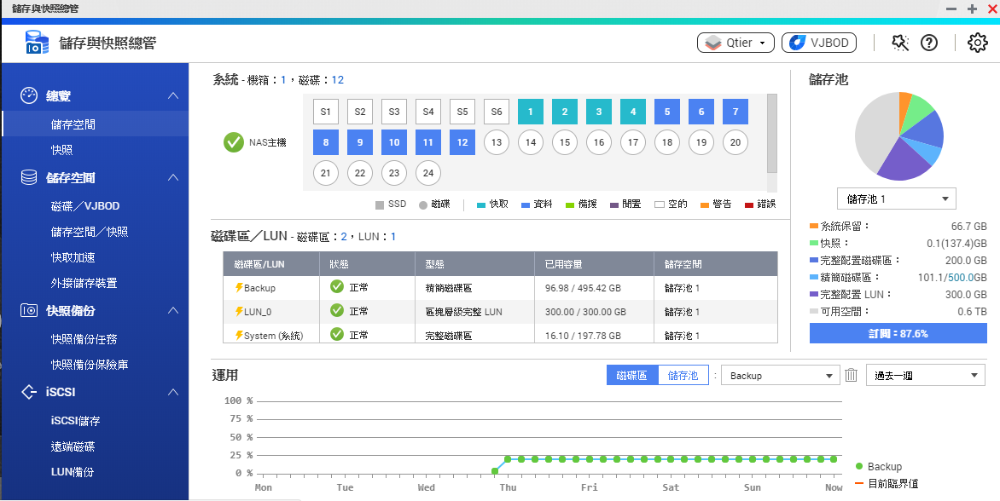 儲存與快照總管
儲存與快照總管
Qtier
VJBOD
總覽
儲存空間
快照
儲存空間
磁碟／VJBOD
儲存空間／快照
快取加速
外接儲存裝置
快照備份
快照備份任務
快照備份保險庫
iSCSI
iSCSI儲存
遠端磁碟
LUN備份
系統 - 機箱：1，磁碟：12
NAS主機
S1 S2 S3 S4 S5 S6 1 2 3 4 5 6 7
8 9 10 11 12 13 14 15 16 17 18 19 20
21 22 23 24
SSD 磁碟 快取 資料 備援 閒置 空的 警告 錯誤
磁碟區／LUN - 磁碟區：2，LUN：1
磁碟區/LUN 狀態 型態 已用容量 儲存空間
Backup 正常 精簡磁碟區 96.98 / 495.42 GB 儲存池 1
LUN_0 正常 區塊層級完整 LUN 300.00 / 300.00 GB 儲存池 1
System (系統) 正常 完整磁碟區 16.10 / 197.78 GB 儲存池 1
儲存池
儲存池 1
系統保留： 66.7 GB
快照： 0.1(137.4)GB
完整配置磁碟區： 200.0 GB
精簡磁碟區： 101.1/500.0GB
完整配置 LUN： 300.0 GB
可用空間： 0.6 TB
訂閱：87.6%
運用
磁碟區 儲存池 : Backup 過去一週
100 %
75 %
50 %
25 %
0 %
Mon Tue Wed Thu Fri Sat Sun Now
Backup
目前臨界值